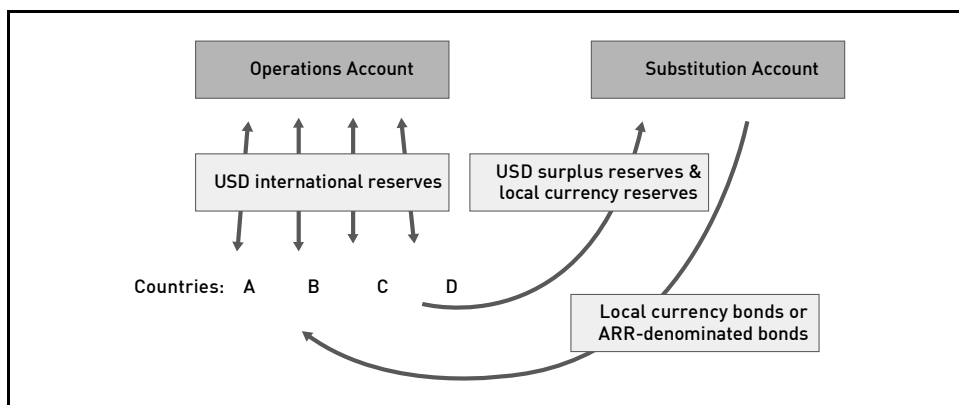 Operations Account
Substitution Account
USD international reserves
USD surplus reserves &
local currency reserves
Countries: A B C D
Local currency bonds or
ARR-denominated bonds